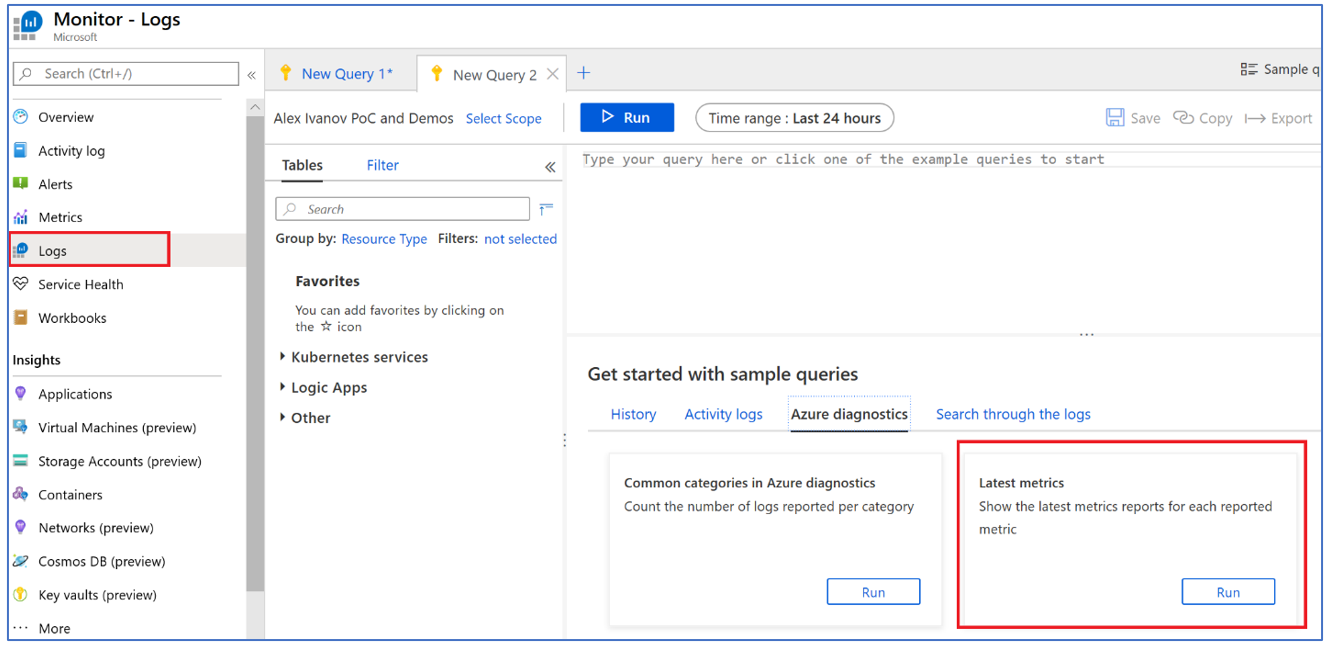 Monitor - Logs
Microsoft
Search (Ctrl+/)
«
Overview
Activity log
Alerts
Metrics
Logs
Service Health
Workbooks
Insights
Applications
Virtual Machines (preview)
Storage Accounts (preview)
Containers
Networks (preview)
Cosmos DB (preview)
Key vaults (preview)
··· More
New Query 1*
New Query 2
Sample q
Alex Ivanov PoC and Demos Select Scope
Run
Time range : Last 24 hours
Save Copy Export
Tables Filter «
Search
Group by: Resource Type Filters: not selected
Favorites
You can add favorites by clicking on
the ☆ icon
Kubernetes services
Logic Apps
Other
Type your query here or click one of the example queries to start
Get started with sample queries
History Activity logs Azure diagnostics Search through the logs
Common categories in Azure diagnostics
Count the number of logs reported per category
Run
Latest metrics
Show the latest metrics reports for each reported
metric
Run